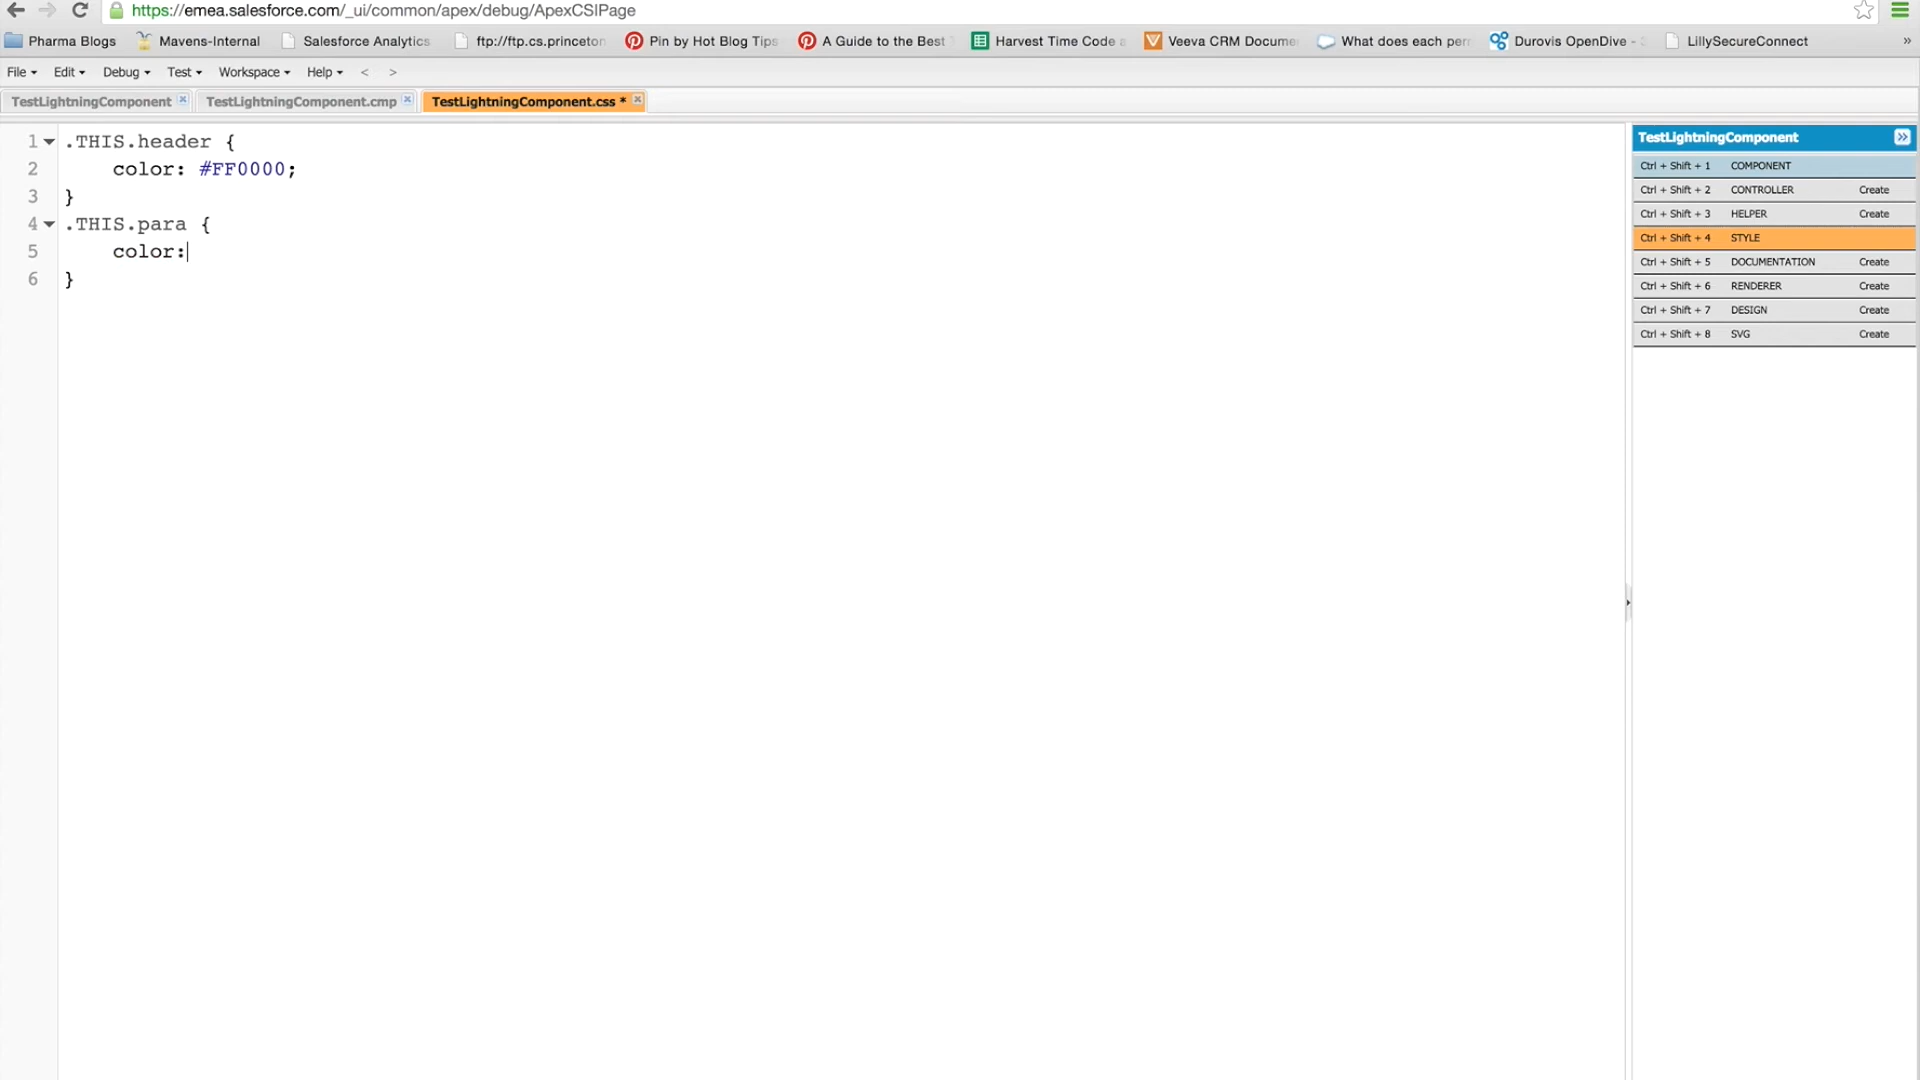 https://emea.salesforce.com/_ui/common/apex/debug/ApexCSIPage
Pharma Blogs Mavens-Internal Salesforce Analytics ftp://ftp.cs.princeton Pin by Hot Blog Tips A Guide to the Best Harvest Time Code a Veeva CRM Docume What does each per Durovis OpenDive - LillySecureConnect »
File Edit Debug Test Workspace Help < >
TestLightningComponent TestLightningComponent.cmp TestLightningComponent.css *
1 .THIS.header {
2 color: #FF0000;
3 }
4 .THIS.para {
5 color:
6 }
TestLightningComponent »
Ctrl + Shift + 1 COMPONENT
Ctrl + Shift + 2 CONTROLLER Create
Ctrl + Shift + 3 HELPER Create
Ctrl + Shift + 4 STYLE
Ctrl + Shift + 5 DOCUMENTATION Create
Ctrl + Shift + 6 RENDERER Create
Ctrl + Shift + 7 DESIGN Create
Ctrl + Shift + 8 SVG Create